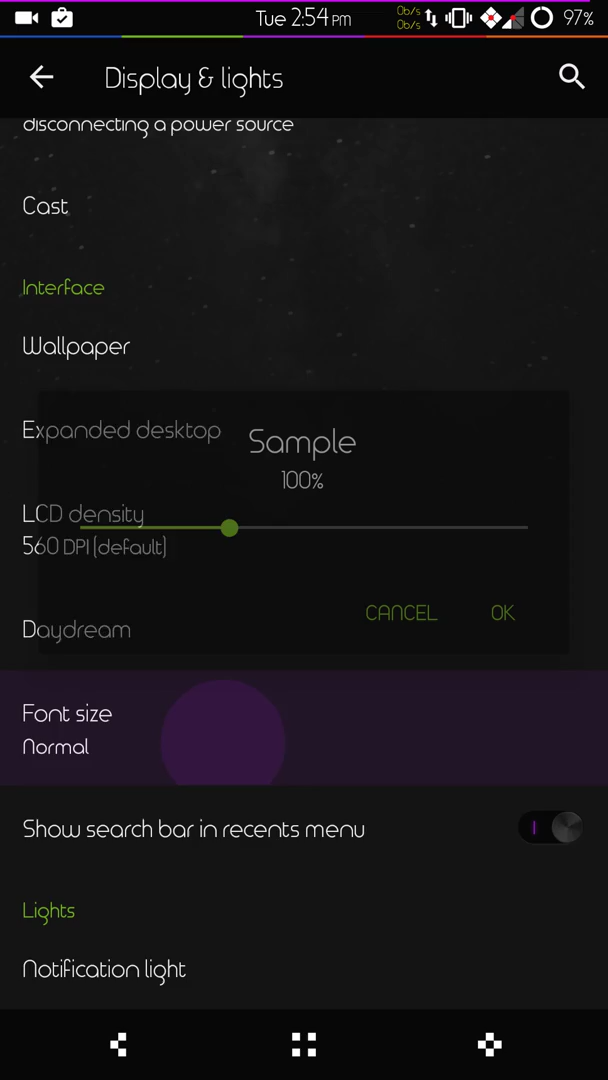 Tue 2:54 PM
0b/s
0b/s
97%
Display & lights
disconnecting a power source
Cast
Interface
Wallpaper
Expanded desktop
Sample
100%
LCD density
560 DPI (default)
CANCEL
OK
Daydream
Font size
Normal
Show search bar in recents menu
Lights
Notification light